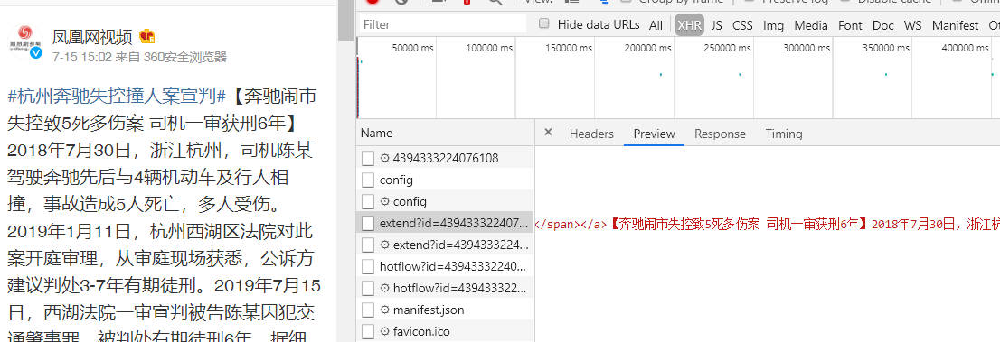 Group by frame
Preserve log
Disable cache
Filter
Hide data URLs
All
XHR
JS
CSS
Img
Media
Font
Doc
WS
Manifest
50000 ms
100000 ms
150000 ms
200000 ms
250000 ms
300000 ms
350000 ms
400000 ms
凤凰网视频
7-15 15:02 来自 360安全浏览器
#杭州奔驰失控撞人案宣判#【奔驰闹市
失控致5死多伤案 司机一审获刑6年】
2018年7月30日，浙江杭州，司机陈某
驾驶奔驰先后与4辆机动车及行人相
撞，事故造成5人死亡，多人受伤。
2019年1月11日，杭州西湖区法院对此
案开庭审理，从审庭现场获悉，公诉方
建议判处3-7年有期徒刑。2019年7月15
日，西湖法院一审宣判被告陈某因犯交
通肇事罪，被判处有期徒刑6年。据细
Name
4394333224076108
config
config
extend?id=439433322407...
extend?id=4394333224...
hotflow?id=43943332240...
hotflow?id=439433322...
manifest.json
favicon.ico
× Headers Preview Response Timing
</span></a>【奔驰闹市失控致5死多伤案 司机一审获刑6年】2018年7月30日，浙江杭